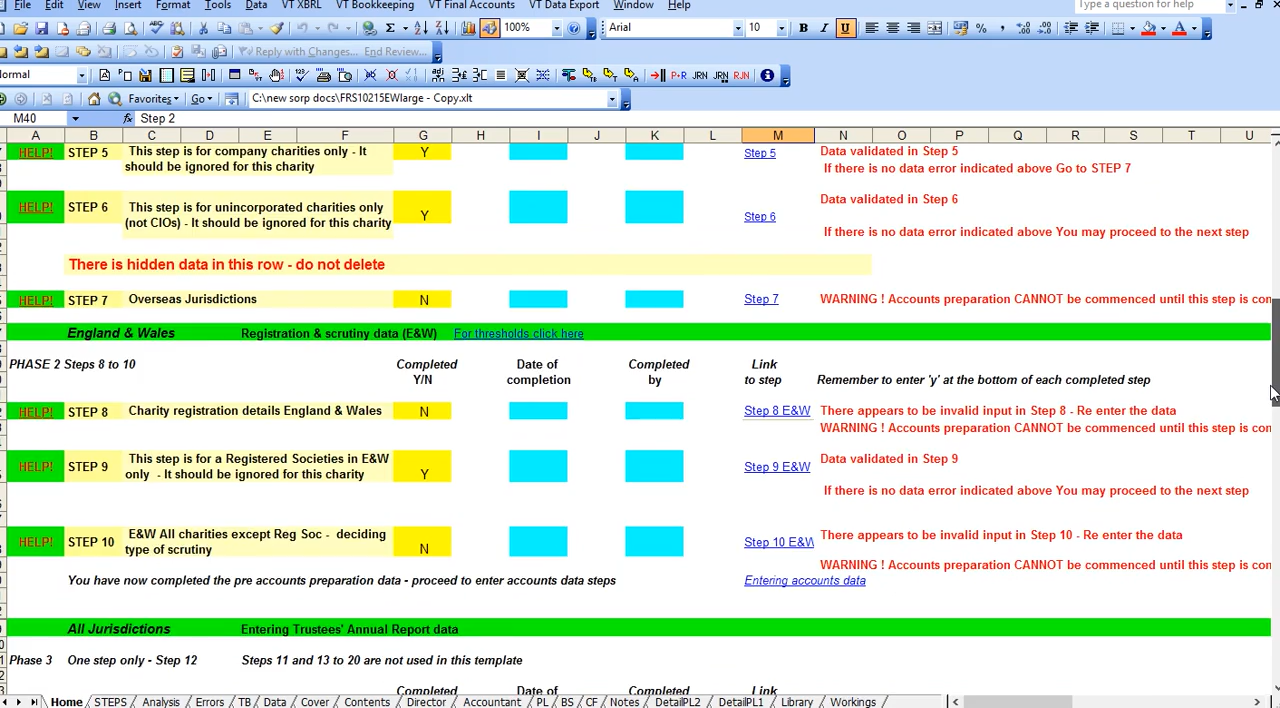 File Edit View Insert Format Tools Data VT XBRL VT Bookkeeping VT Final Accounts VT Data Export Window Help Type a question for help
100% Arial 10 B I U
Reply with Changes... End Review...
ormal P+R JRN JRN RJN
Favorites Go C:\new sorp docs\FRS10215EWlarge - Copy.xlt
M40 fx Step 2
A B C D E F G H I J K L M N O P Q R S T U
HELP! STEP 5 This step is for company charities only - It Y Step 5 Data validated in Step 5
should be ignored for this charity If there is no data error indicated above Go to STEP 7
HELP! STEP 6 This step is for unincorporated charities only Data validated in Step 6
(not CIOs) - It should be ignored for this charity Y Step 6
If there is no data error indicated above You may proceed to the next step
There is hidden data in this row - do not delete
HELP! STEP 7 Overseas Jurisdictions N Step 7 WARNING ! Accounts preparation CANNOT be commenced until this step is con
England & Wales Registration & scrutiny data (E&W) For thresholds click here
PHASE 2 Steps 8 to 10 Completed Date of Completed Link
Y/N completion by to step Remember to enter 'y' at the bottom of each completed step
HELP! STEP 8 Charity registration details England & Wales N Step 8 E&W There appears to be invalid input in Step 8 - Re enter the data
WARNING ! Accounts preparation CANNOT be commenced until this step is con
HELP! STEP 9 This step is for a Registered Societies in E&W Step 9 E&W Data validated in Step 9
only - It should be ignored for this charity Y
If there is no data error indicated above You may proceed to the next step
HELP! STEP 10 E&W All charities except Reg Soc - deciding Step 10 E&W There appears to be invalid input in Step 10 - Re enter the data
type of scrutiny N
WARNING ! Accounts preparation CANNOT be commenced until this step is con
You have now completed the pre accounts preparation data - proceed to enter accounts data steps Entering accounts data
All Jurisdictions Entering Trustees' Annual Report data
Phase 3 One step only - Step 12 Steps 11 and 13 to 20 are not used in this template
Completed Date of Completed Link
Home STEPS Analysis Errors TB Data Cover Contents Director Accountant PL BS CF Notes DetailPL2 DetailPL1 Library Workings